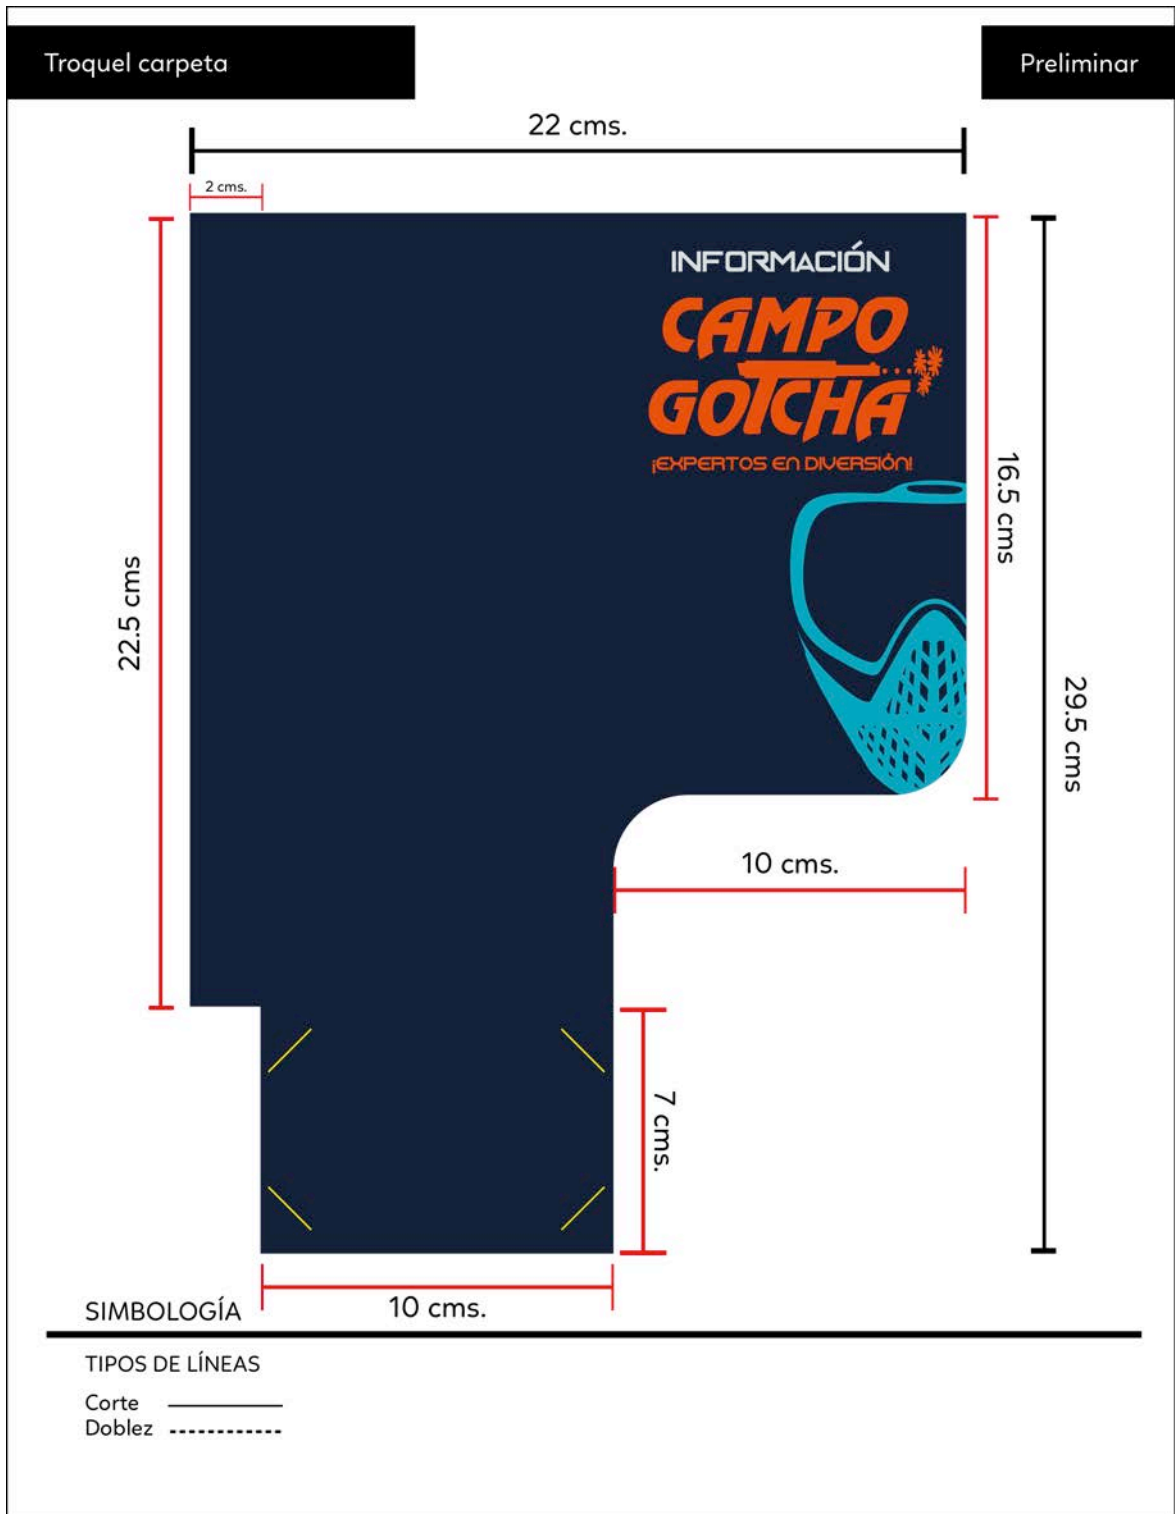 Troquel carpeta
Preliminar
22 cms.
2 cms.
INFORMACIÓN
CAMPO
GOTCHA
¡EXPERTOS EN DIVERSIÓN!
16.5 cms
22.5 cms
29.5 cms
10 cms.
7 cms.
10 cms.
SIMBOLOGÍA
TIPOS DE LÍNEAS
Corte
Doblez